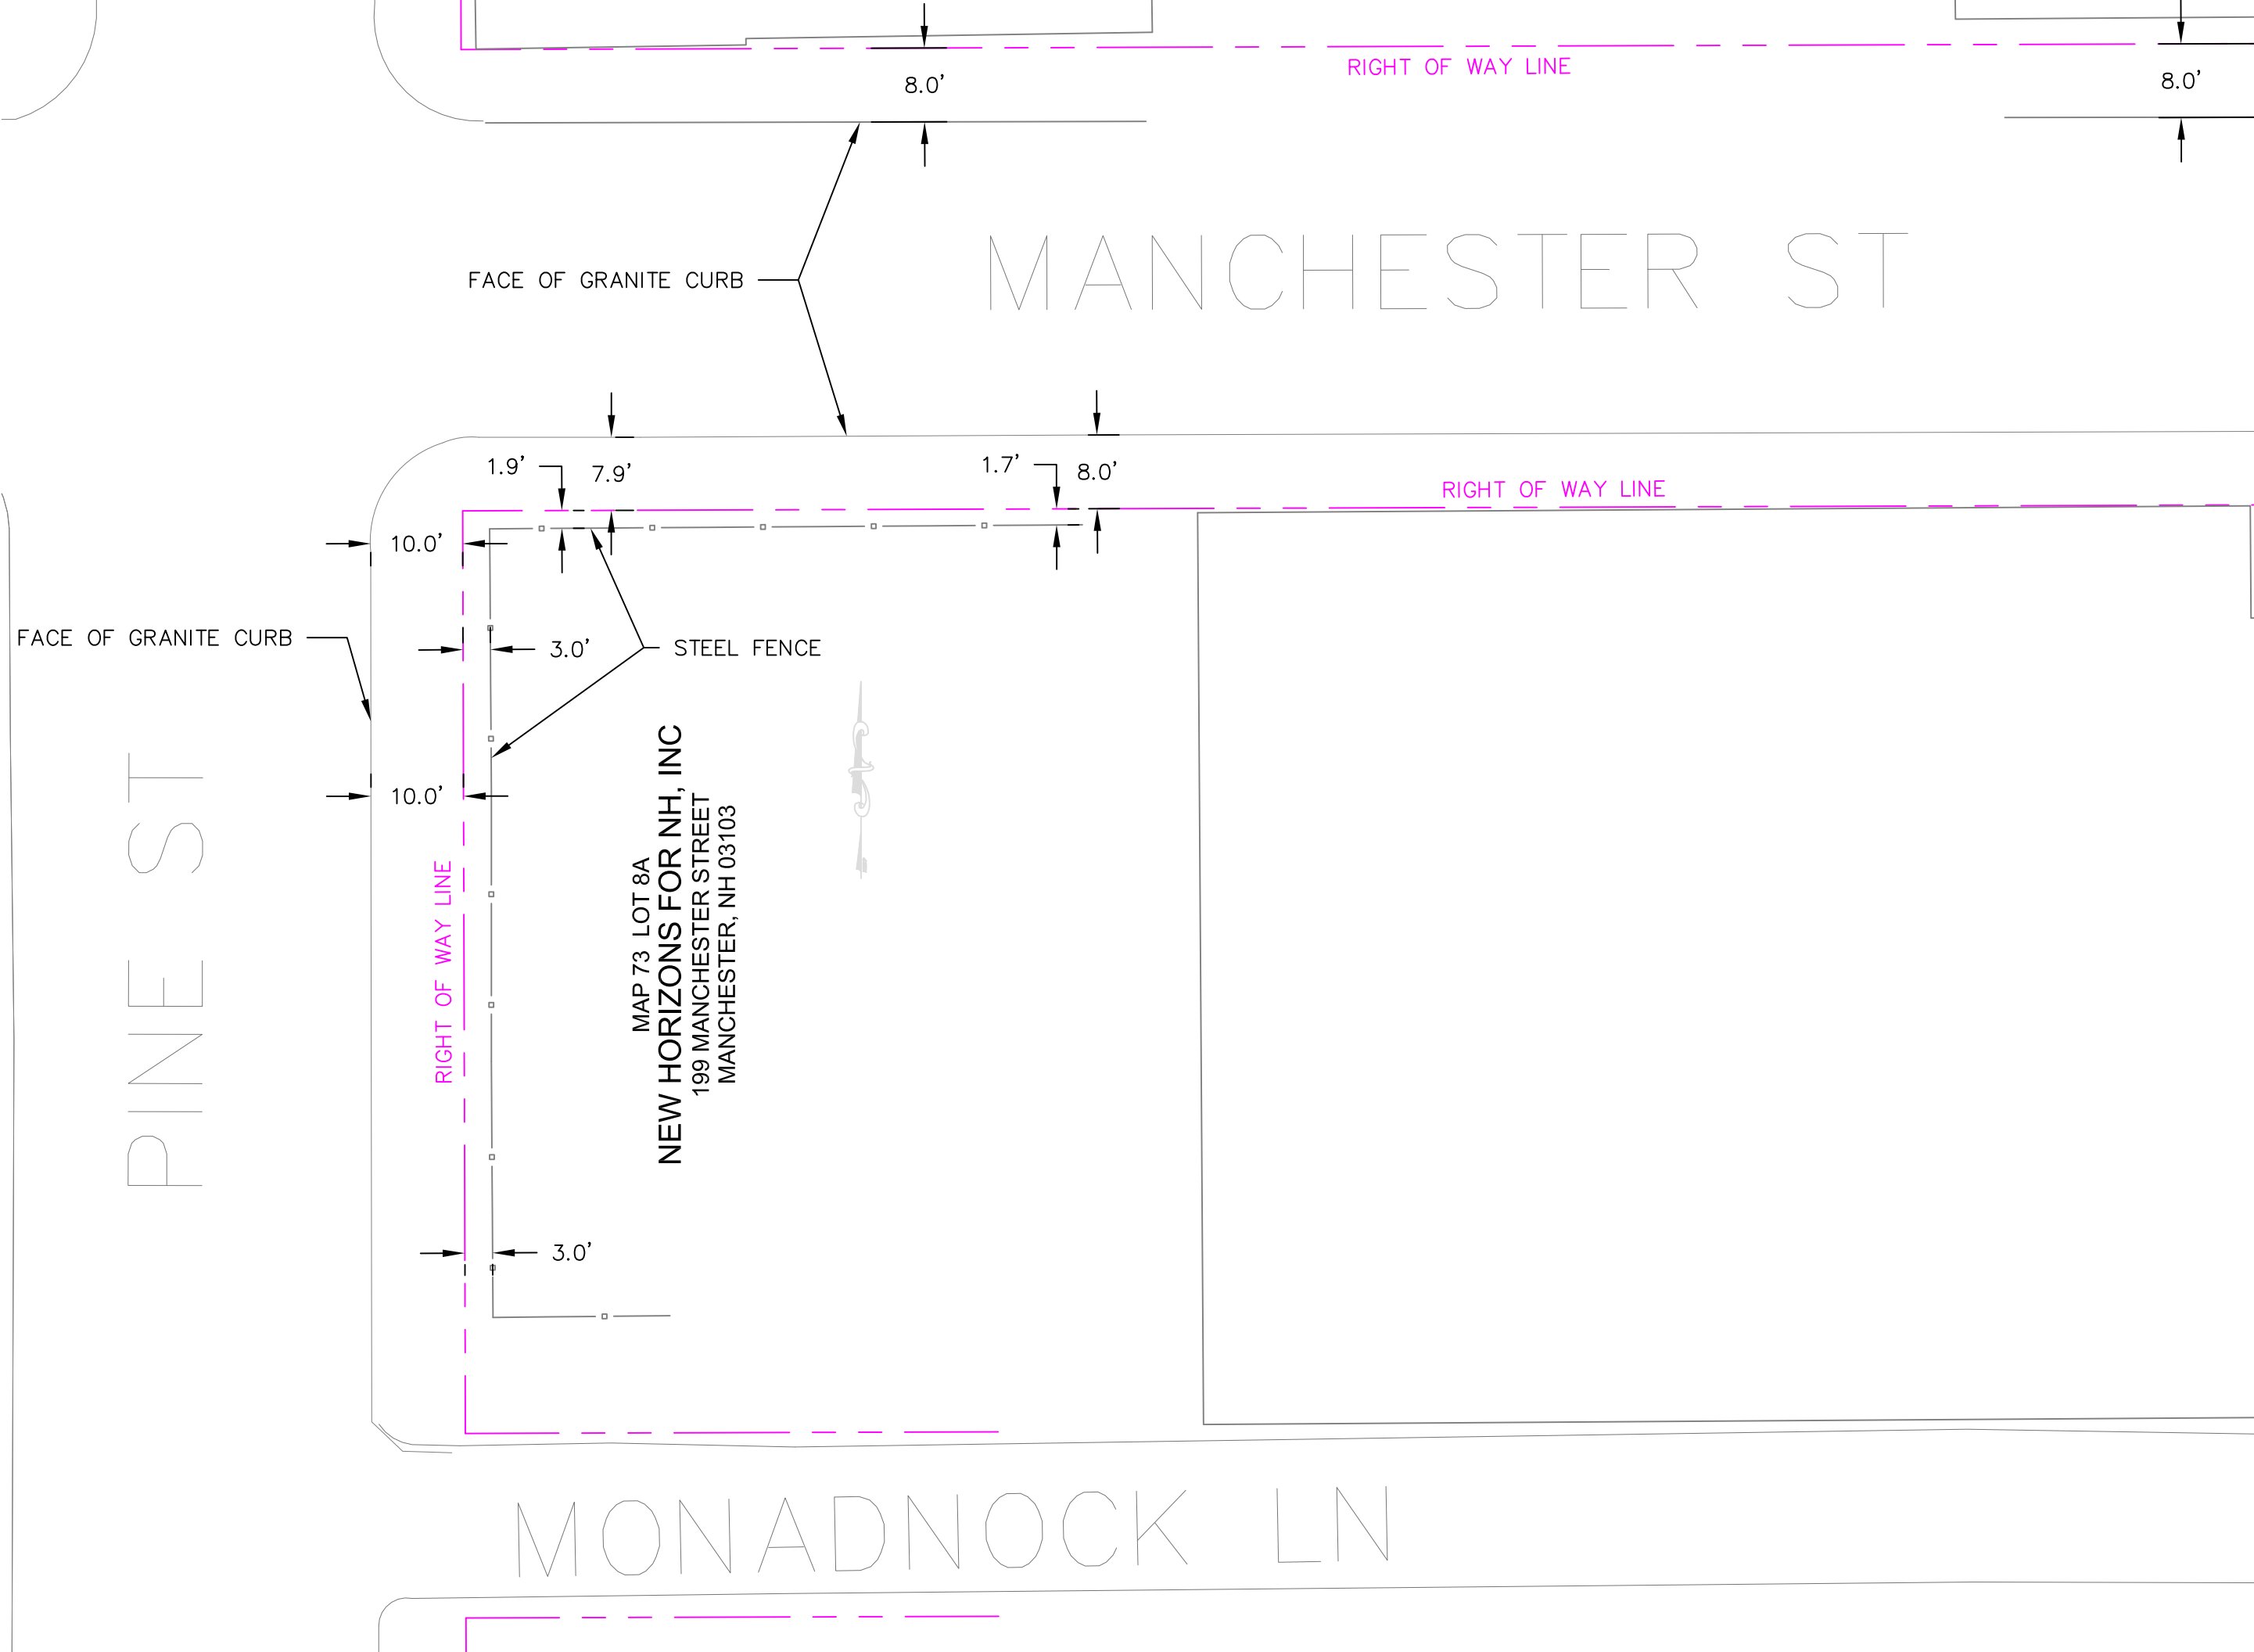 RIGHT OF WAY LINE
8.0'
8.0'
MANCHESTER ST
FACE OF GRANITE CURB
1.9'
7.9'
1.7'
8.0'
RIGHT OF WAY LINE
10.0'
FACE OF GRANITE CURB
3.0'
STEEL FENCE
10.0'
PINE ST
RIGHT OF WAY LINE
MAP 73 LOT 8A
NEW HORIZONS FOR NH, INC
199 MANCHESTER STREET
MANCHESTER, NH 03103
3.0'
MONADNOCK LN